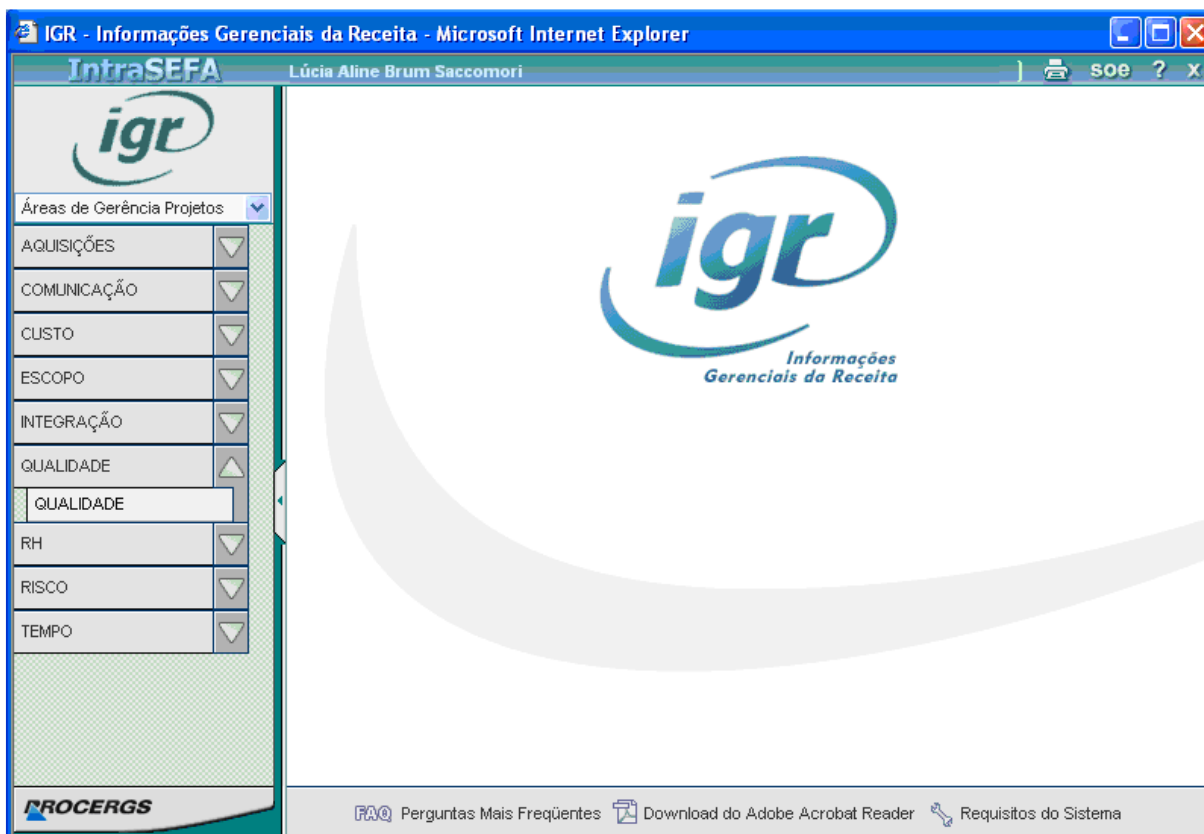 IGR - Informações Gerenciais da Receita - Microsoft Internet Explorer
IntraSEFA Lúcia Aline Brum Saccomori ] soe ? x
igr
Áreas de Gerência Projetos
AQUISIÇÕES
COMUNICAÇÃO
CUSTO
ESCOPO
INTEGRAÇÃO
QUALIDADE
QUALIDADE
RH
RISCO
TEMPO
PROCERGS
igr
Informações
Gerenciais da Receita
FAQ Perguntas Mais Freqüentes Download do Adobe Acrobat Reader Requisitos do Sistema